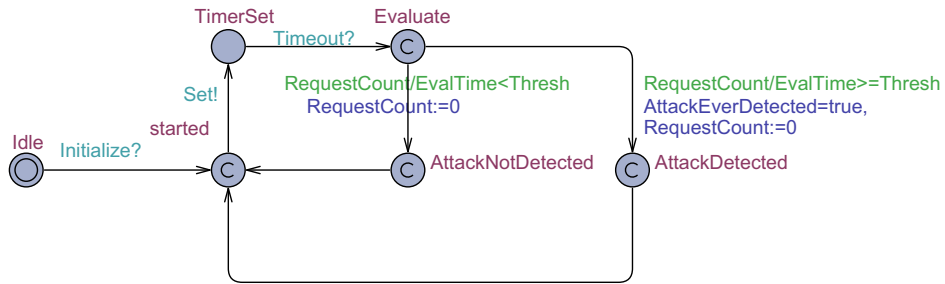 TimerSet
Evaluate
Timeout?
C
RequestCount/EvalTime<Thresh
RequestCount:=0
RequestCount/EvalTime>=Thresh
AttackEverDetected=true,
RequestCount:=0
Set!
started
Idle
Initialize?
C
C
AttackNotDetected
C
AttackDetected